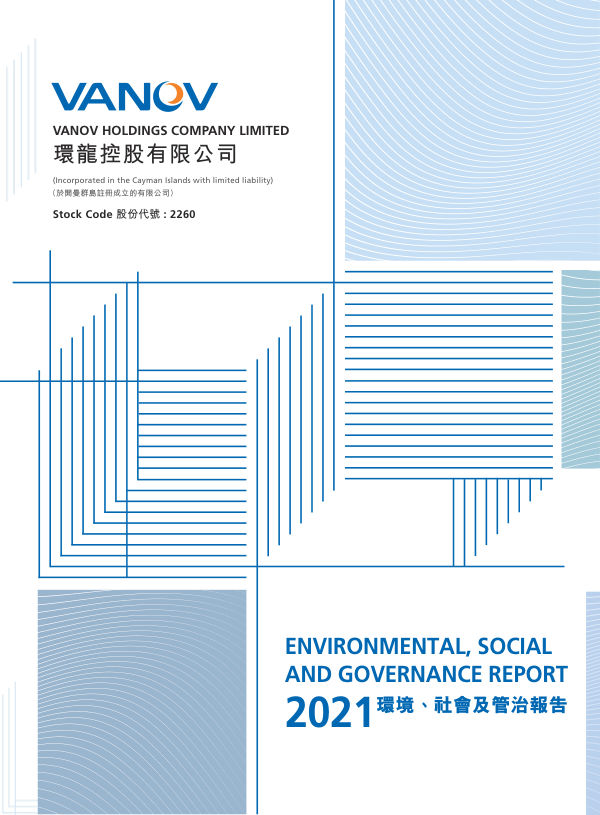 VANOV
VANOV HOLDINGS COMPANY LIMITED
環龍控股有限公司
(Incorporated in the Cayman Islands with limited liability)
(於開曼群島註冊成立的有限公司)
Stock Code 股份代號 : 2260
ENVIRONMENTAL, SOCIAL
AND GOVERNANCE REPORT
2021 環境、社會及管治報告